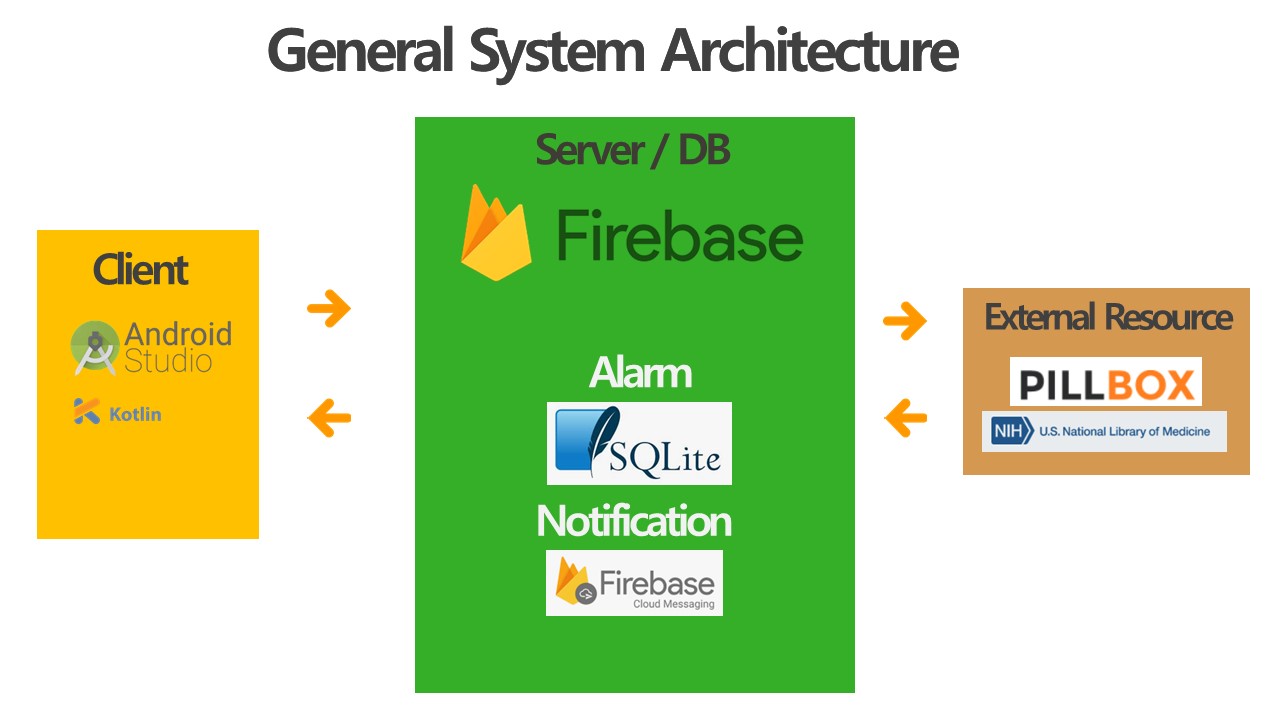 General System Architecture
Server / DB
Firebase
Client
Android
Studio
Kotlin
Alarm
SQLite
Notification
Firebase
Cloud Messaging
External Resource
PILLBOX
NIH U.S. National Library of Medicine